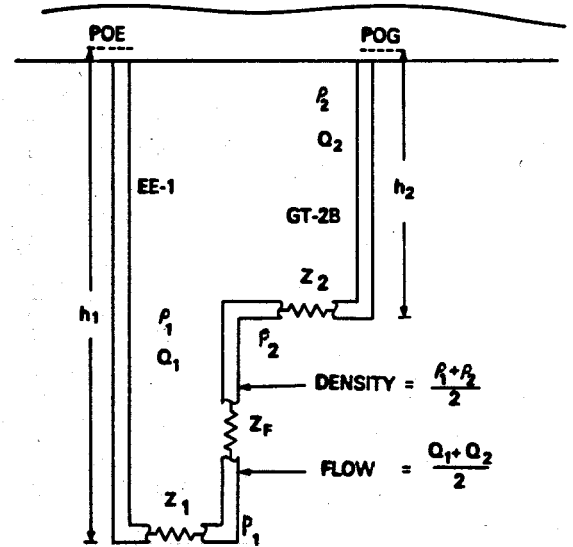 POE
POG
ρ2
Q2
EE-1
h2
GT-2B
Z2
h1
ρ1
Q1
P2
DENSITY = ρ1+ρ2
2
ZF
FLOW = Q1+Q2
2
Z1
P1